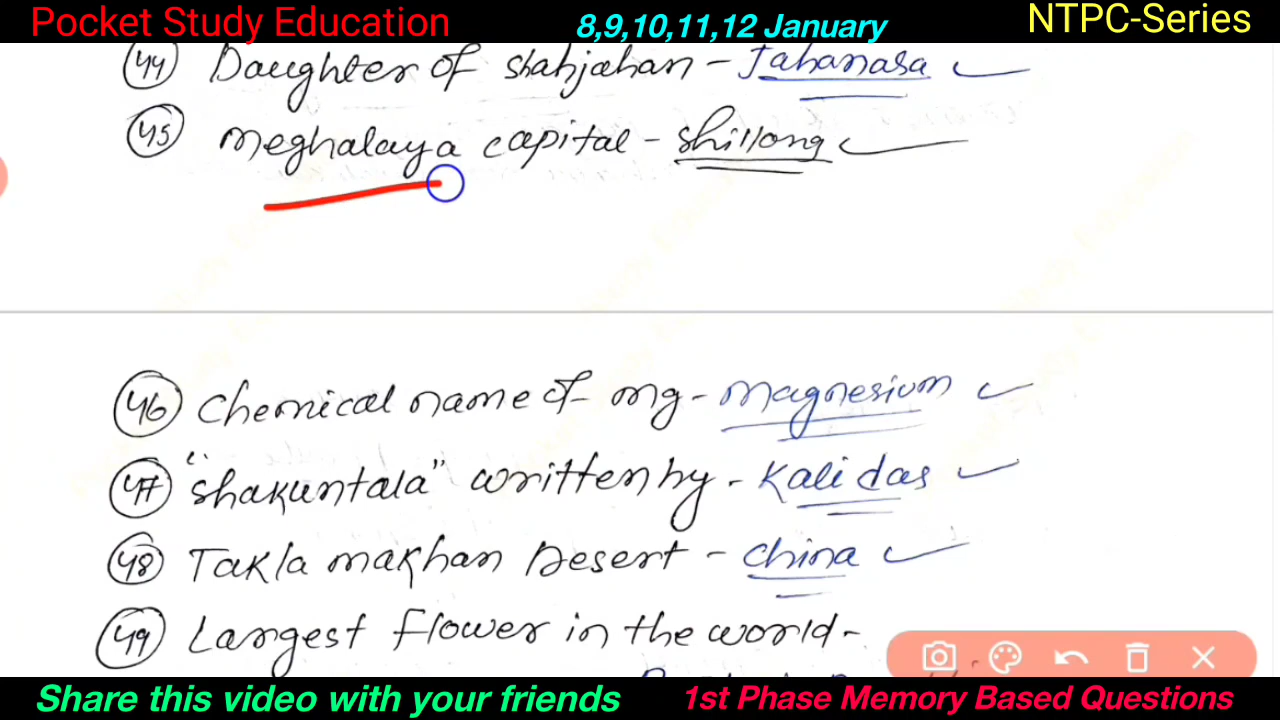 Pocket Study Education
8,9,10,11,12 January
NTPC-Series
44 Daughter of Shahjahan - Jahanara
45 Meghalaya capital - Shillong
46 Chemical name of mg - magnesium
47 "Shakuntala" written by - Kalidas
48 Takla makhan Desert - China
49 Largest flower in the world -
Share this video with your friends
1st Phase Memory Based Questions